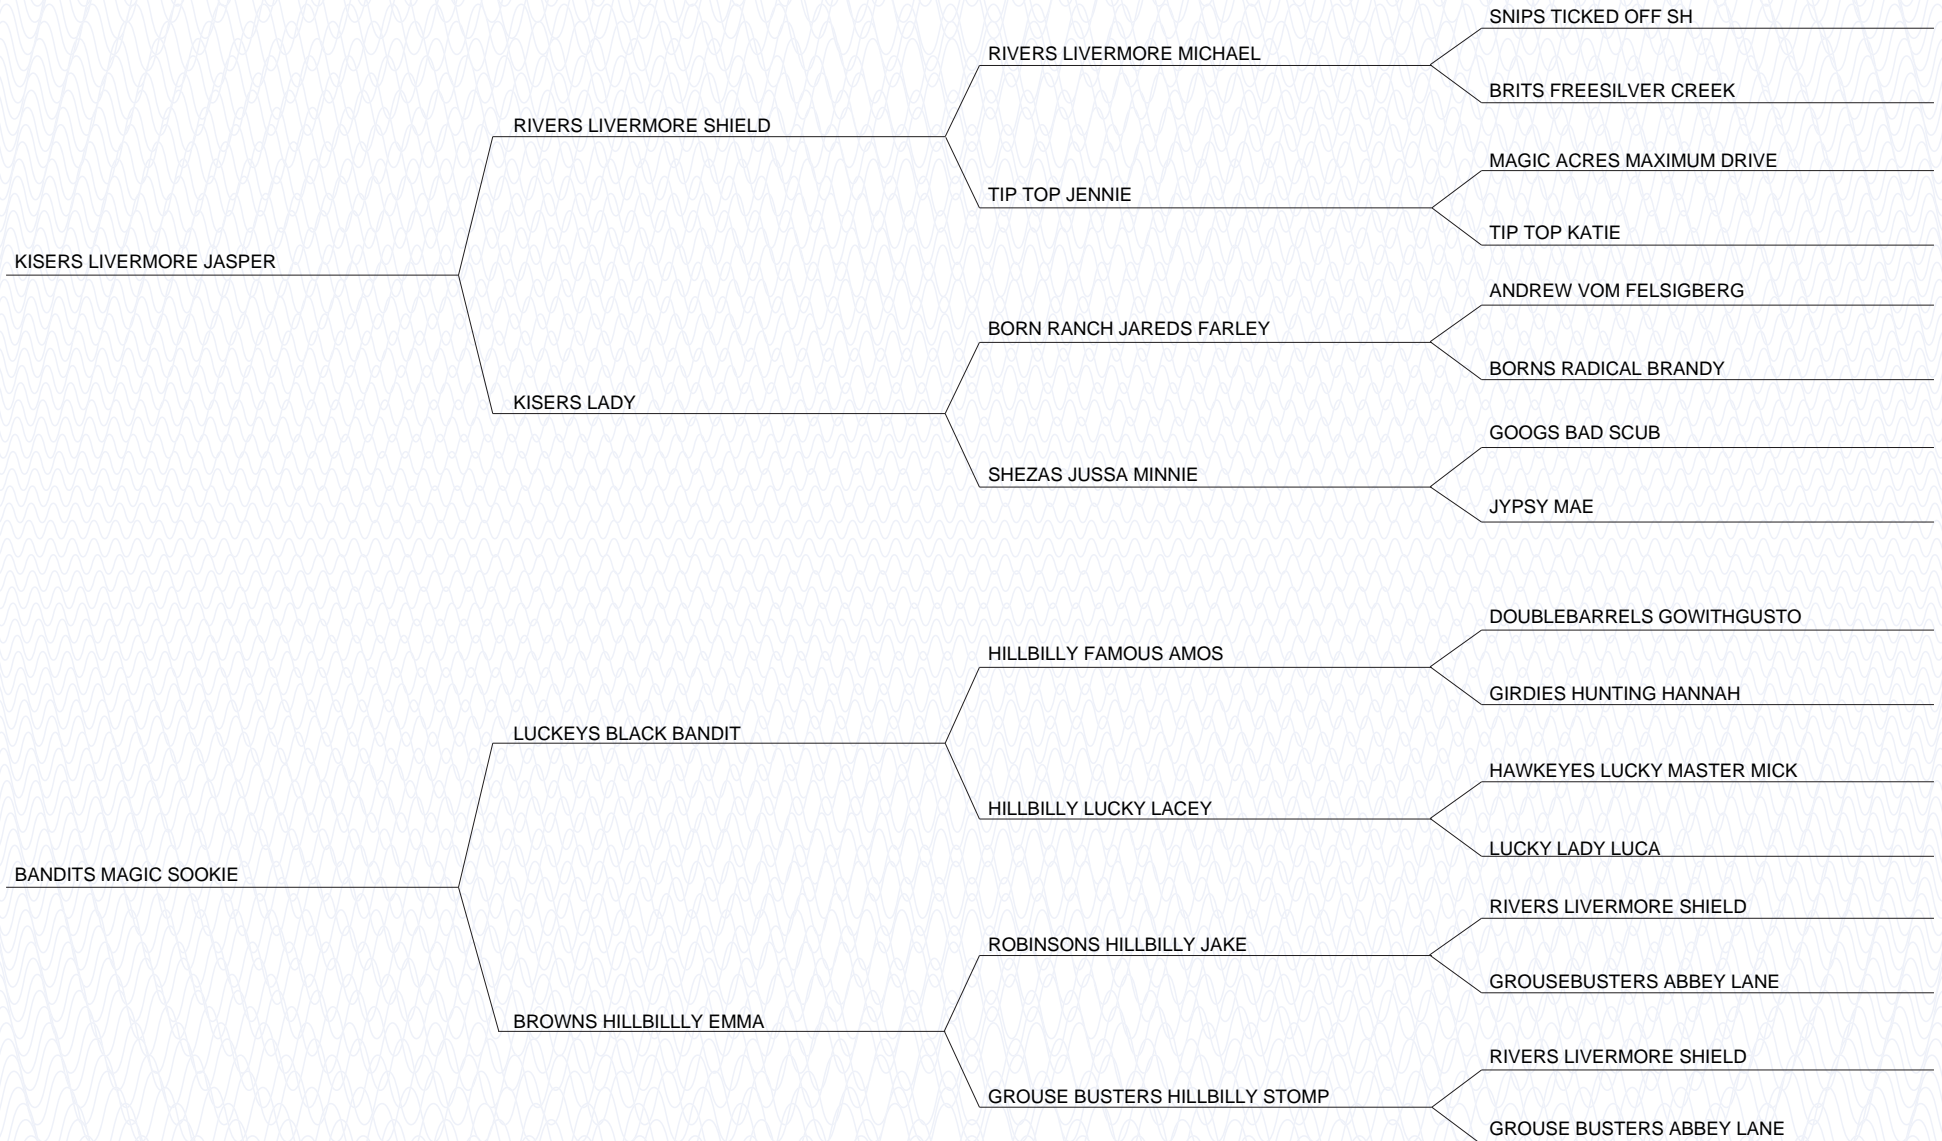 SNIPS TICKED OFF SH
RIVERS LIVERMORE MICHAEL
BRITS FREESILVER CREEK
RIVERS LIVERMORE SHIELD
MAGIC ACRES MAXIMUM DRIVE
TIP TOP JENNIE
TIP TOP KATIE
KISERS LIVERMORE JASPER
ANDREW VOM FELSIGBERG
BORN RANCH JAREDS FARLEY
BORNS RADICAL BRANDY
KISERS LADY
GOOGS BAD SCUB
SHEZAS JUSSA MINNIE
JYPSY MAE
DOUBLEBARRELS GOWITHGUSTO
HILLBILLY FAMOUS AMOS
GIRDIES HUNTING HANNAH
LUCKEYS BLACK BANDIT
HAWKEYES LUCKY MASTER MICK
HILLBILLY LUCKY LACEY
LUCKY LADY LUCA
BANDITS MAGIC SOOKIE
RIVERS LIVERMORE SHIELD
ROBINSONS HILLBILLY JAKE
GROUSEBUSTERS ABBEY LANE
BROWNS HILLBILLLY EMMA
RIVERS LIVERMORE SHIELD
GROUSE BUSTERS HILLBILLY STOMP
GROUSE BUSTERS ABBEY LANE